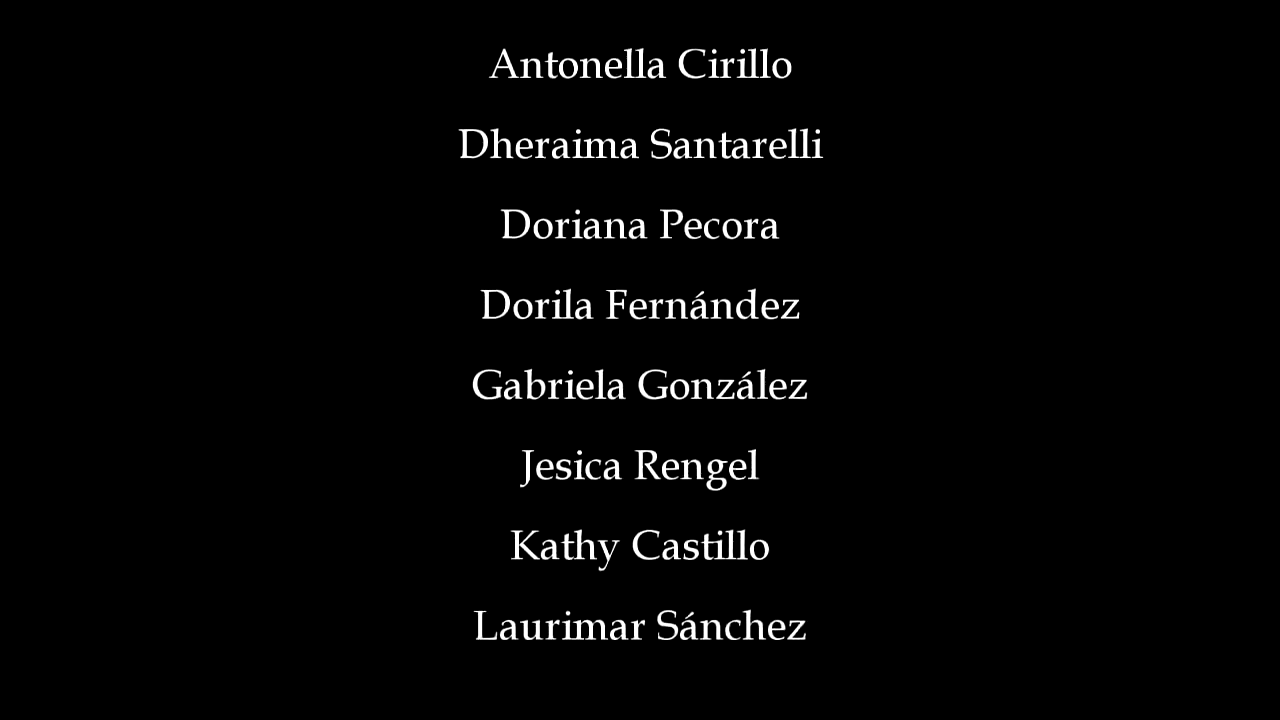 Antonella Cirillo
Dheraima Santarelli
Doriana Pecora
Dorila Fernández
Gabriela González
Jesica Rengel
Kathy Castillo
Laurimar Sánchez